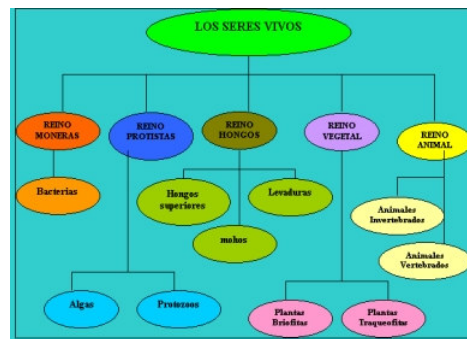 LOS SERES VIVOS
REINO
MONERAS
REINO
PROTISTAS
REINO
HONGOS
REINO
VEGETAL
REINO
ANIMAL
Bacterias
Hongos
superiores
Levaduras
mohos
Animales
Invertebrados
Animales
Vertebrados
Algas
Protozoos
Plantas
Briofitas
Plantas
Traqueofitas